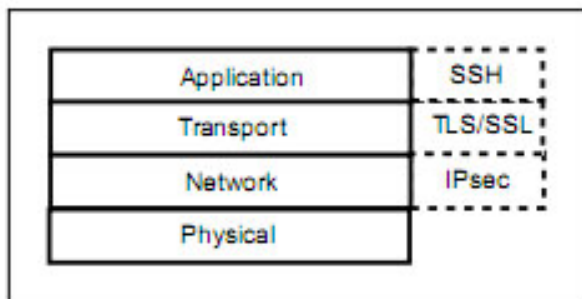 Application SSH
Transport TLS/SSL
Network IPsec
Physical